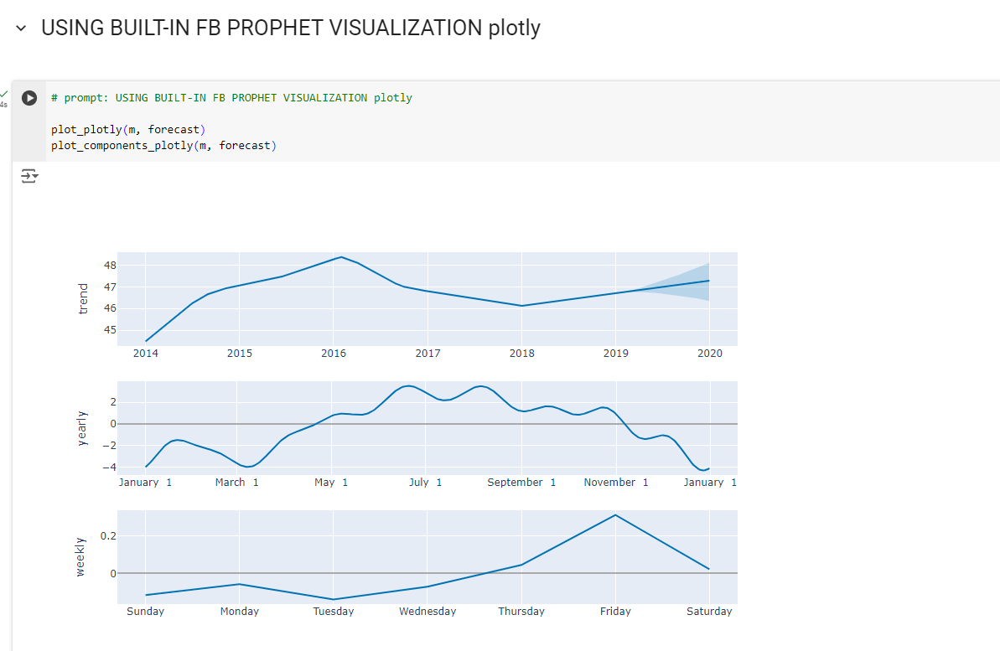 USING BUILT-IN FB PROPHET VISUALIZATION plotly
4s
# prompt: USING BUILT-IN FB PROPHET VISUALIZATION plotly
plot_plotly(m, forecast)
plot_components_plotly(m, forecast)
trend
48
47
46
45
2014 2015 2016 2017 2018 2019 2020
yearly
2
0
−2
−4
January 1 March 1 May 1 July 1 September 1 November 1 January 1
weekly
0.2
0
Sunday Monday Tuesday Wednesday Thursday Friday Saturday